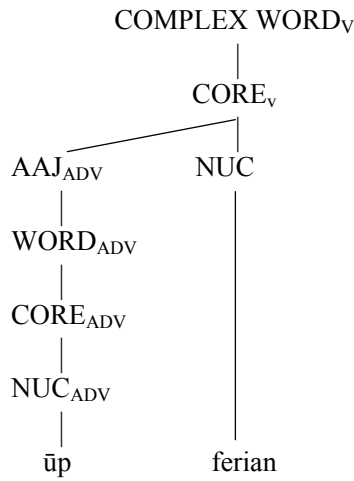 COMPLEX WORDV
COREv
AAJADV NUC
WORDADV
COREADV
NUCADV
ūp ferian